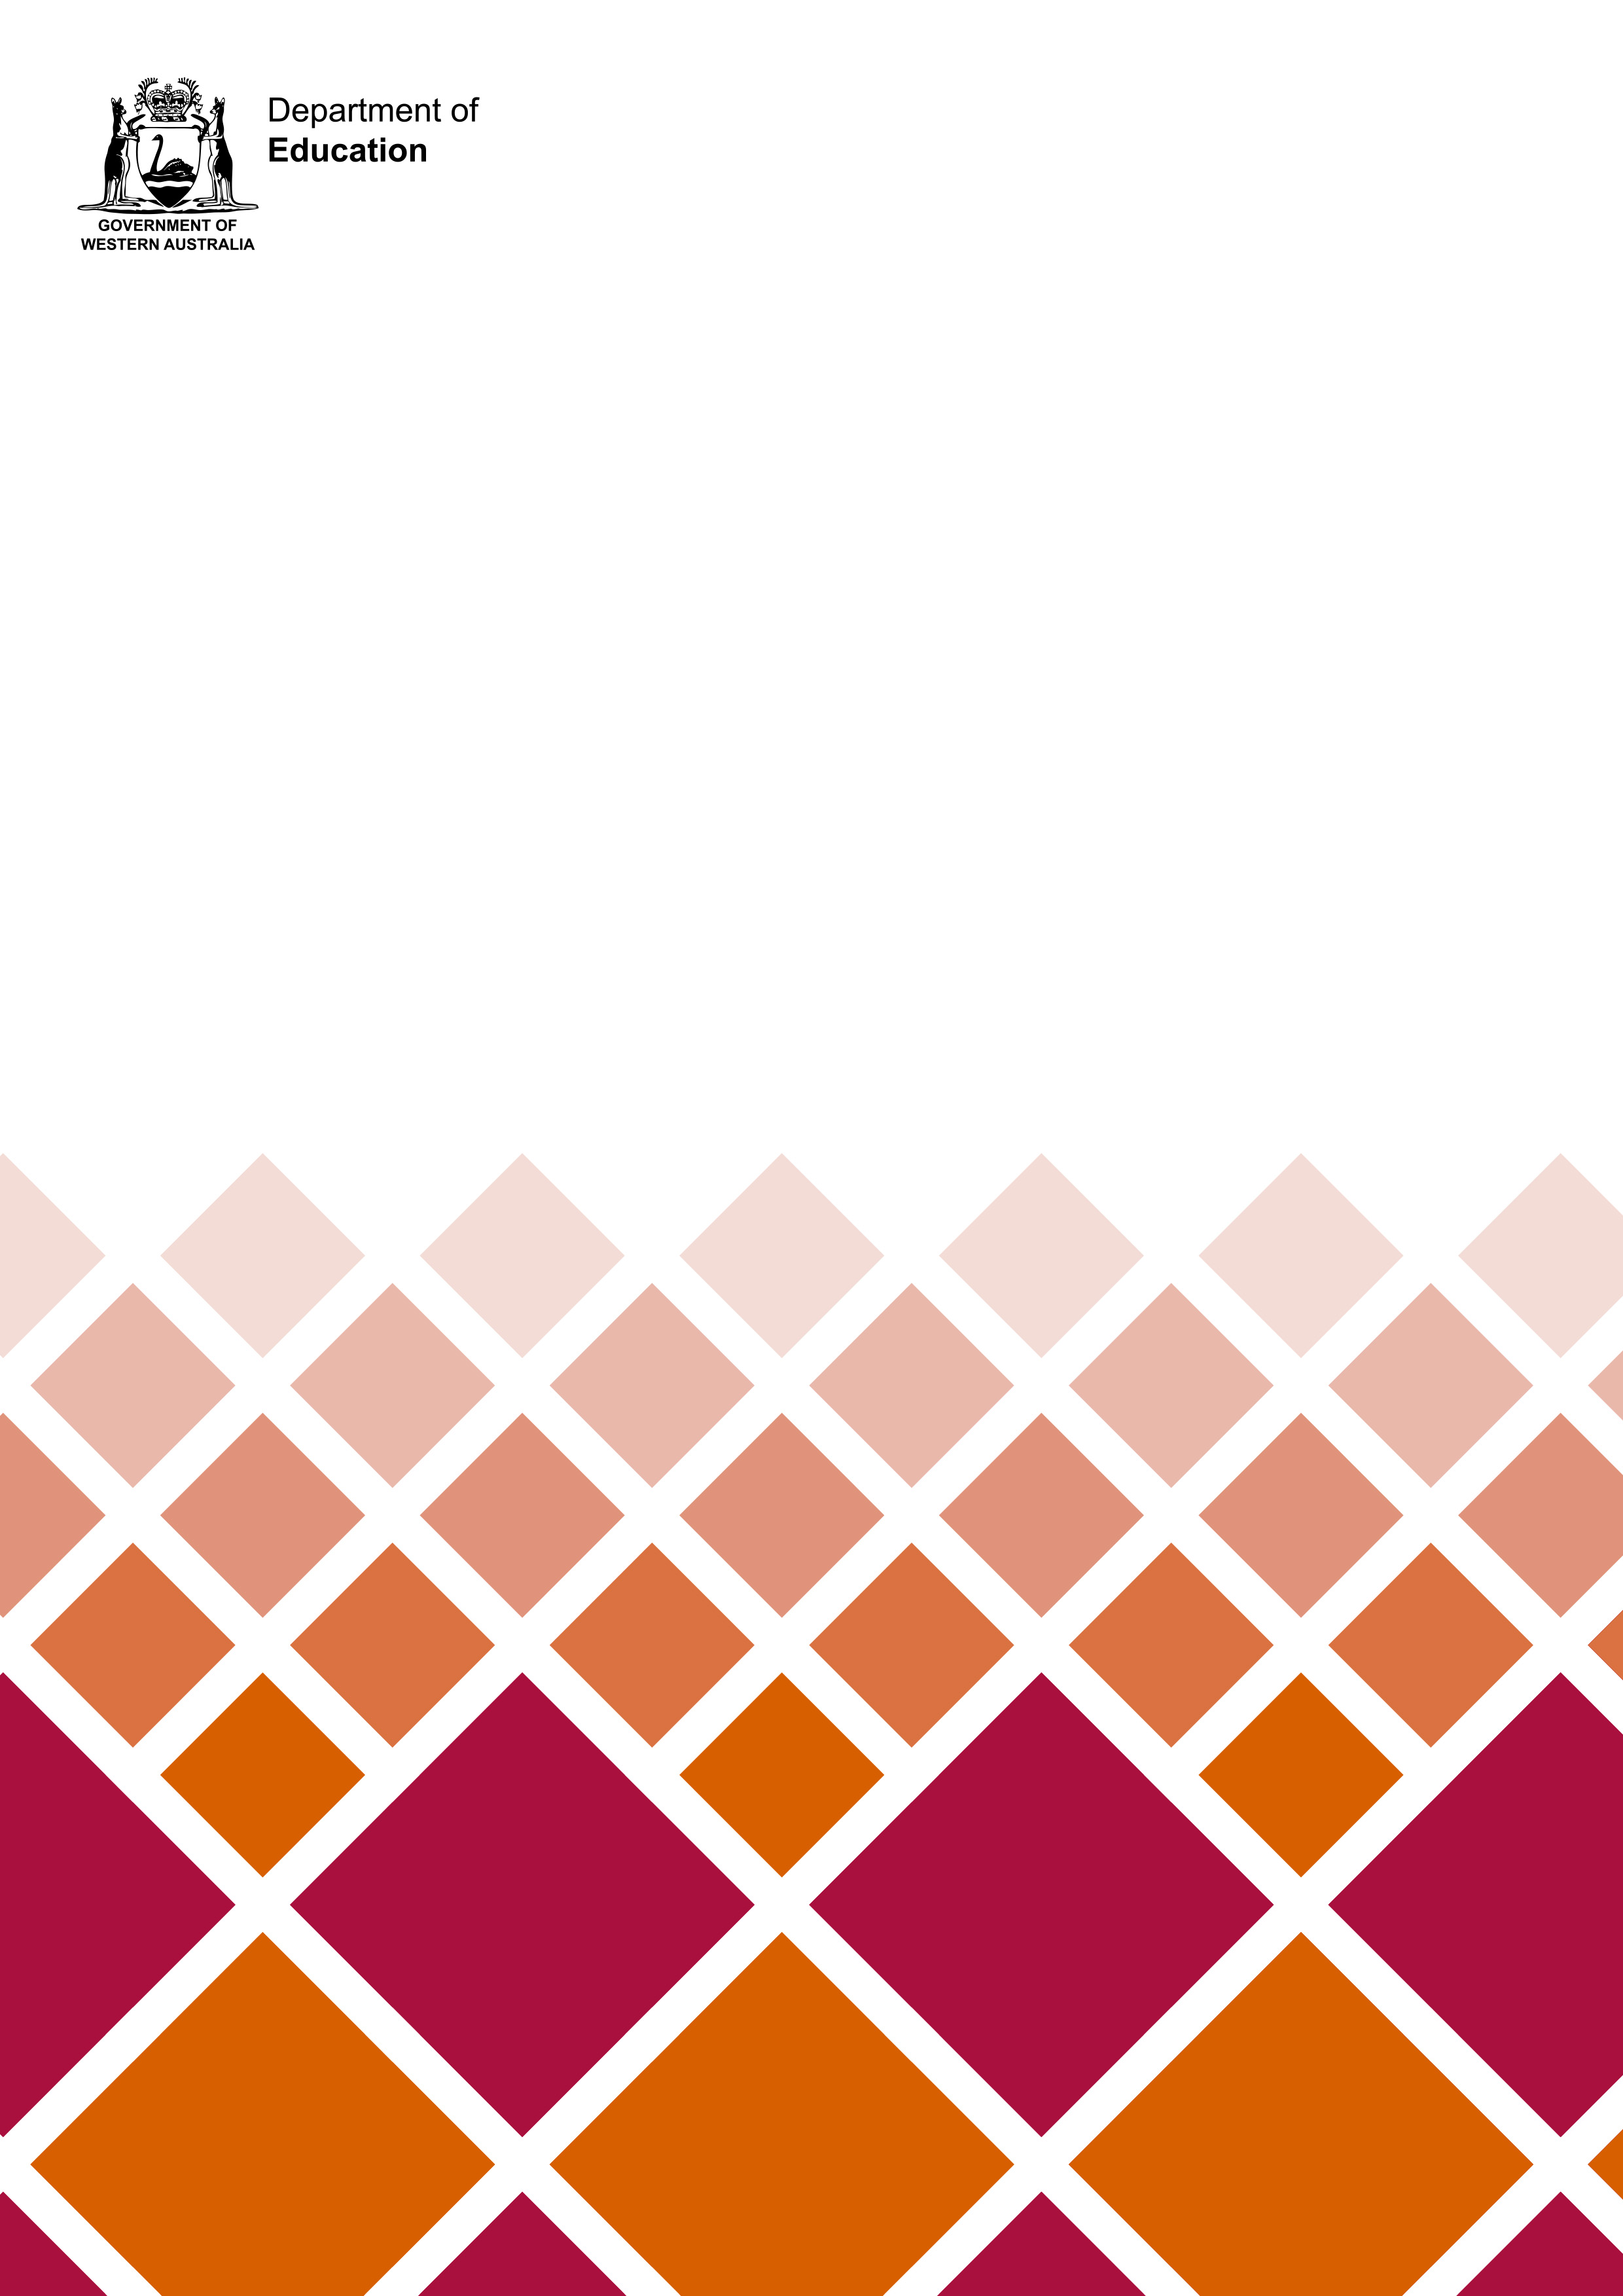 Department of
Education
GOVERNMENT OF
WESTERN AUSTRALIA